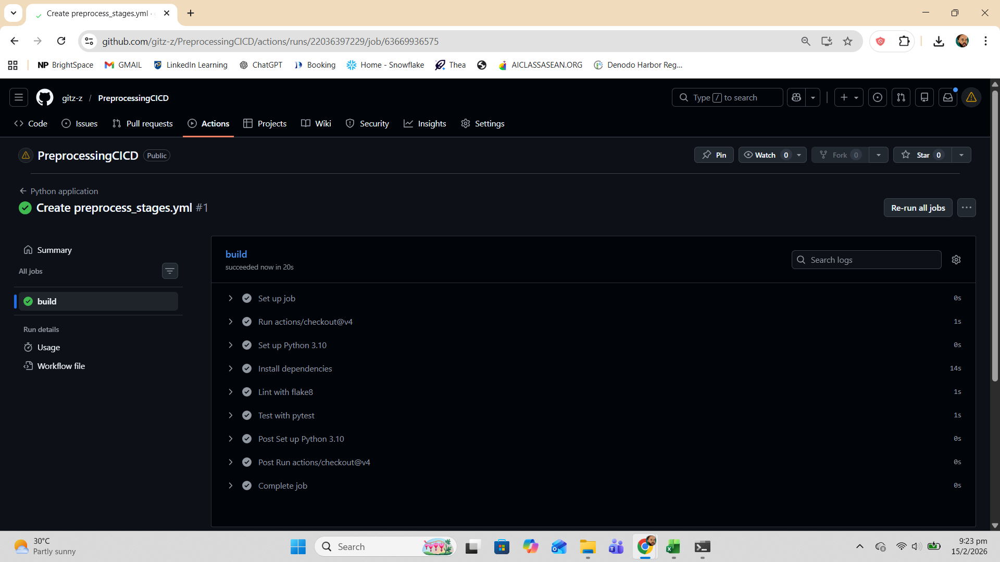 Create preprocess_stages.yml ·
github.com/gitz-z/PreprocessingCICD/actions/runs/22036397229/job/63669936575
NP BrightSpace GMAIL LinkedIn Learning ChatGPT Booking Home - Snowflake Thea AICLASSASEAN.ORG Denodo Harbor Reg...
gitz-z / PreprocessingCICD Type / to search
Code Issues Pull requests Actions Projects Wiki Security Insights Settings
PreprocessingCICD Public Pin Watch 0 Fork 0 Star 0
Python application
Create preprocess_stages.yml #1 Re-run all jobs
Summary
All jobs
build
Run details
Usage
Workflow file
build
succeeded now in 20s
Search logs
Set up job 0s
Run actions/checkout@v4 1s
Set up Python 3.10 0s
Install dependencies 14s
Lint with flake8 1s
Test with pytest 1s
Post Set up Python 3.10 0s
Post Run actions/checkout@v4 0s
Complete job 0s
30°C
Partly sunny
Search
9:23 pm
15/2/2026